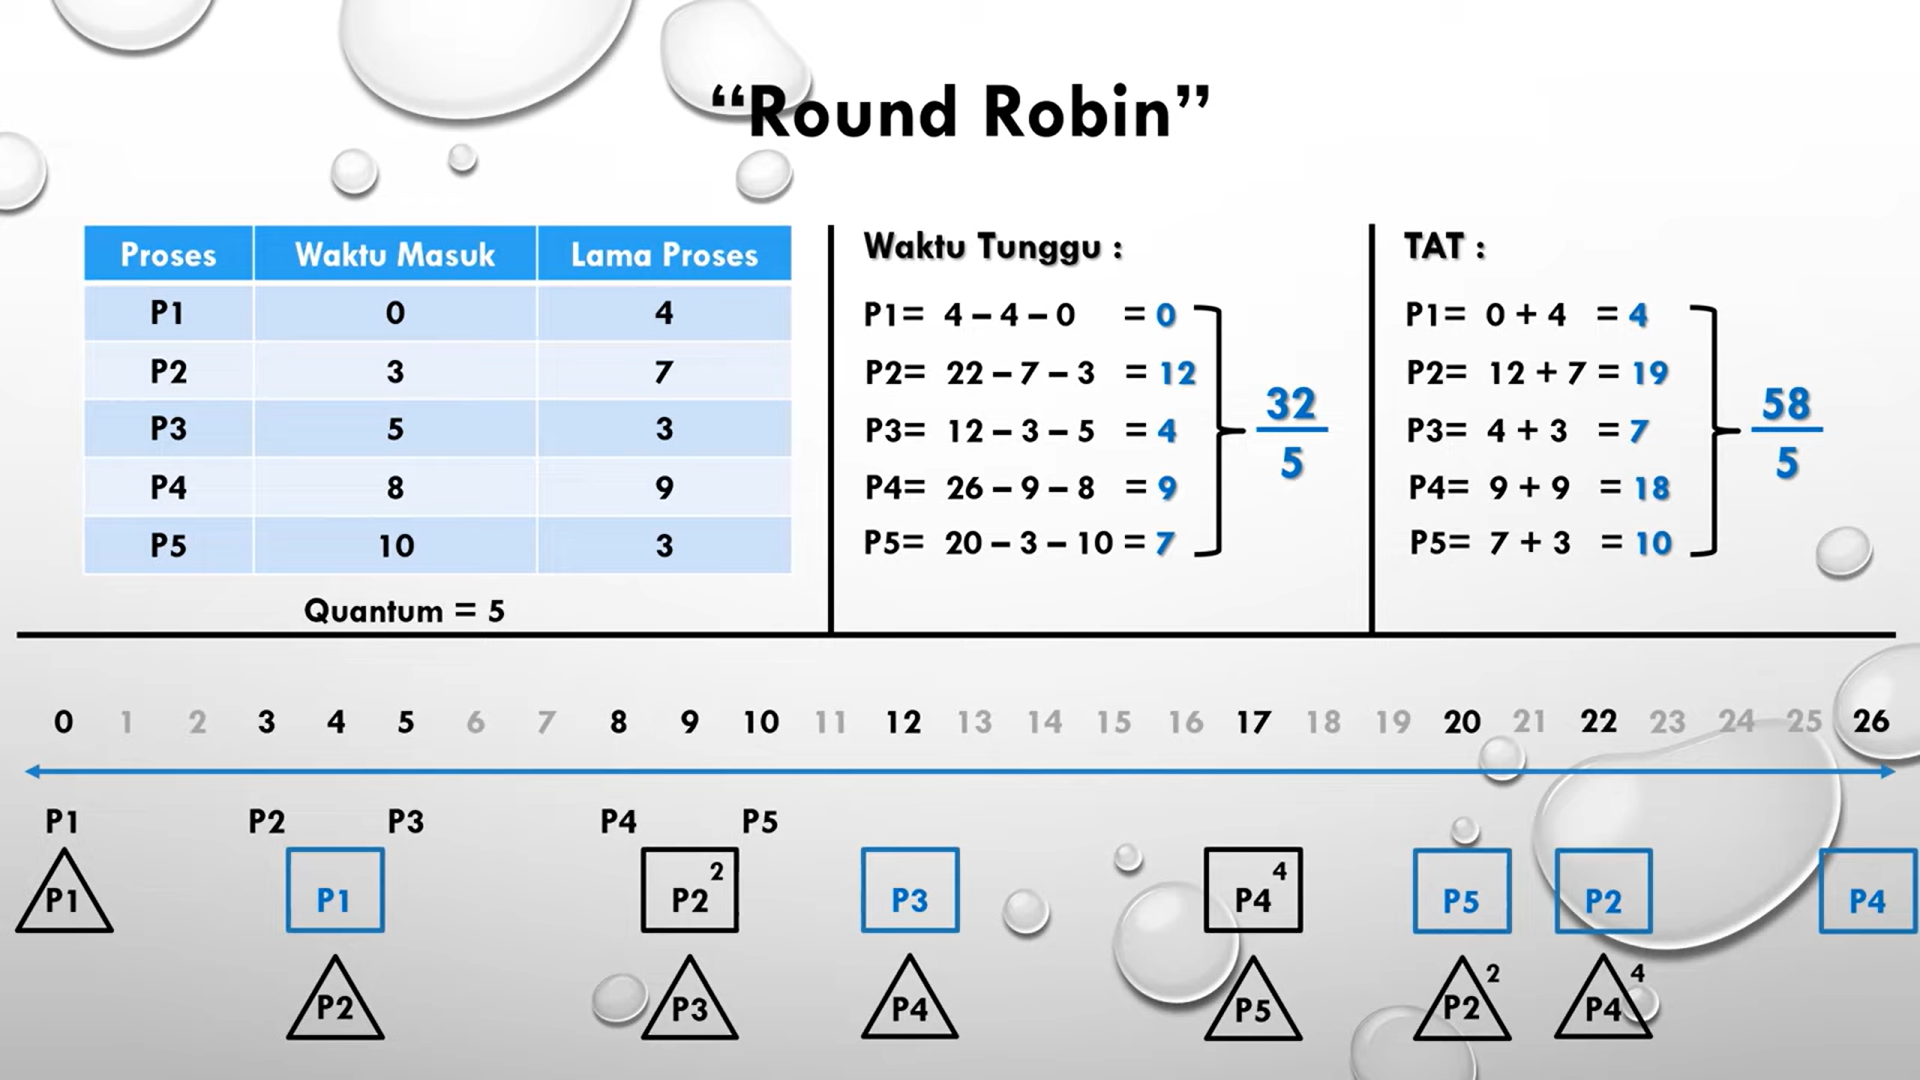 “Round Robin”
Proses Waktu Masuk Lama Proses
P1 0 4
P2 3 7
P3 5 3
P4 8 9
P5 10 3
Quantum = 5
Waktu Tunggu :
P1= 4 – 4 – 0 = 0
P2= 22 – 7 – 3 = 12
P3= 12 – 3 – 5 = 4
P4= 26 – 9 – 8 = 9
P5= 20 – 3 – 10 = 7
32
5
TAT :
P1= 0 + 4 = 4
P2= 12 + 7 = 19
P3= 4 + 3 = 7
P4= 9 + 9 = 18
P5= 7 + 3 = 10
58
5
0 1 2 3 4 5 6 7 8 9 10 11 12 13 14 15 16 17 18 19 20 21 22 23 24 25 26
P1 P2 P3 P4 P5
P1 P1 P2 2 P3 P4 4 P5 P2 P4
P2 P3 P4 P5 P2 2 P4 4